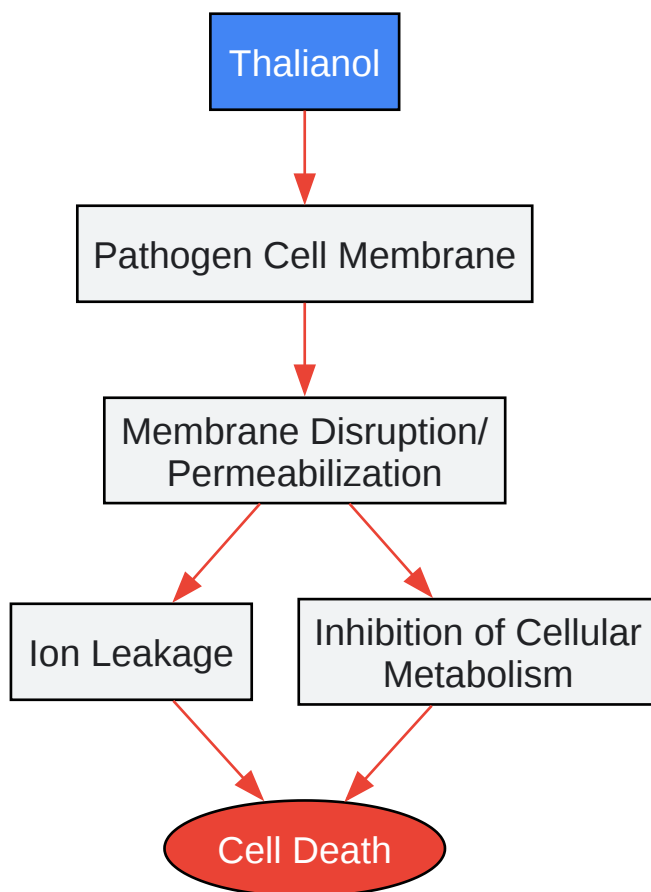 Thalianol
Pathogen Cell Membrane
Membrane Disruption/
Permeabilization
Ion Leakage
Inhibition of Cellular
Metabolism
Cell Death